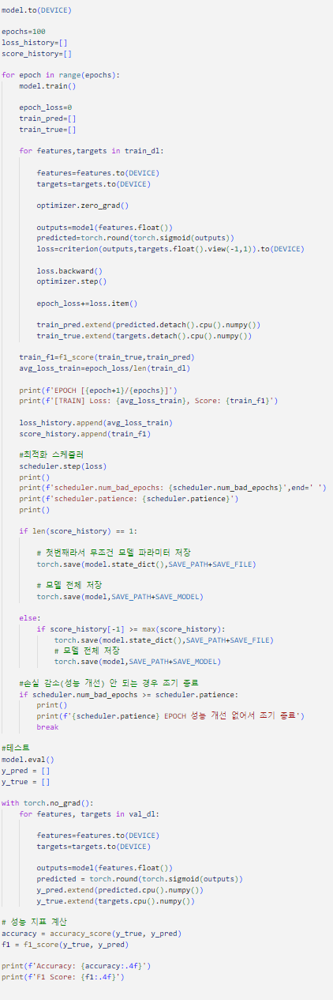 model.to(DEVICE)
epochs=100
loss_history=[]
score_history=[]
for epoch in range(epochs):
    model.train()
    epoch_loss=0
    train_pred=[]
    train_true=[]
    for features,targets in train_dl:
        features=features.to(DEVICE)
        targets=targets.to(DEVICE)
        optimizer.zero_grad()
        outputs=model(features.float())
        predicted=torch.round(torch.sigmoid(outputs))
        loss=criterion(outputs,targets.float().view(-1,1)).to(DEVICE)
        loss.backward()
        optimizer.step()
        epoch_loss+=loss.item()
        train_pred.extend(predicted.detach().cpu().numpy())
        train_true.extend(targets.detach().cpu().numpy())
    train_f1=f1_score(train_true,train_pred)
    avg_loss_train=epoch_loss/len(train_dl)
    print(f'EPOCH [{epoch+1}/{epochs}]')
    print(f'[TRAIN] Loss: {avg_loss_train}, Score: {train_f1}')
    loss_history.append(avg_loss_train)
    score_history.append(train_f1)
    #최적화 스케쥴러
    scheduler.step(loss)
    print()
    print(f'scheduler.num_bad_epochs: {scheduler.num_bad_epochs}',end=' ')
    print(f'scheduler.patience: {scheduler.patience}')
    print()
    if len(score_history) == 1:
        # 첫번째라서 무조건 모델 파라미터 저장
        torch.save(model.state_dict(),SAVE_PATH+SAVE_FILE)
        # 모델 전체 저장
        torch.save(model,SAVE_PATH+SAVE_MODEL)
    else:
        if score_history[-1] >= max(score_history):
            torch.save(model.state_dict(),SAVE_PATH+SAVE_FILE)
            # 모델 전체 저장
            torch.save(model,SAVE_PATH+SAVE_MODEL)
    #손실 감소(성능 개선) 안 되는 경우 조기 종료
    if scheduler.num_bad_epochs >= scheduler.patience:
        print()
        print(f'{scheduler.patience} EPOCH 성능 개선 없어서 조기 종료')
        break
#테스트
model.eval()
y_pred = []
y_true = []
with torch.no_grad():
    for features, targets in val_dl:
        features=features.to(DEVICE)
        targets=targets.to(DEVICE)
        outputs=model(features.float())
        predicted = torch.round(torch.sigmoid(outputs))
        y_pred.extend(predicted.cpu().numpy())
        y_true.extend(targets.cpu().numpy())
# 성능 지표 계산
accuracy = accuracy_score(y_true, y_pred)
f1 = f1_score(y_true, y_pred)
print(f'Accuracy: {accuracy:.4f}')
print(f'F1 Score: {f1:.4f}')